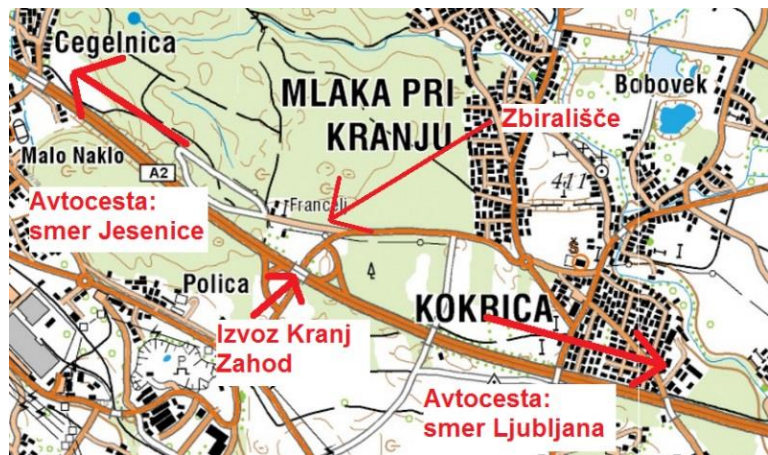 Cegelnica
MLAKA PRI
KRANJU
Bobovek
Zbirališče
Malo Naklo
A2
411
Avtocesta:
smer Jesenice
Franceli
Š
Polica
KOKRICA
Izvoz Kranj
Zahod
Avtocesta:
smer Ljubljana